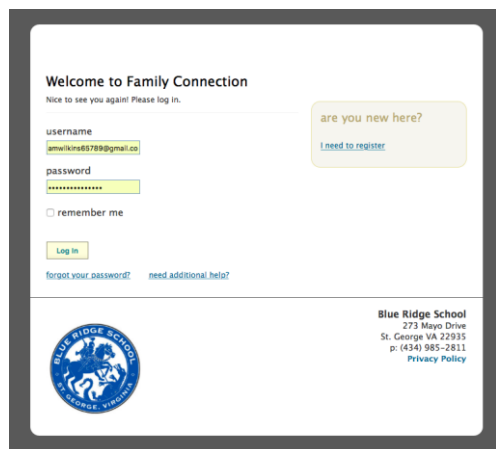 Welcome to Family Connection
Nice to see you again! Please log in.
username
amwilkins65789@gmail.co
password
•••••••••••••••
remember me
Log In
forgot your password? need additional help?
are you new here?
I need to register
BLUE RIDGE SCHOOL
ST. GEORGE, VIRGINIA
Blue Ridge School
273 Mayo Drive
St. George VA 22935
p: (434) 985-2811
Privacy Policy